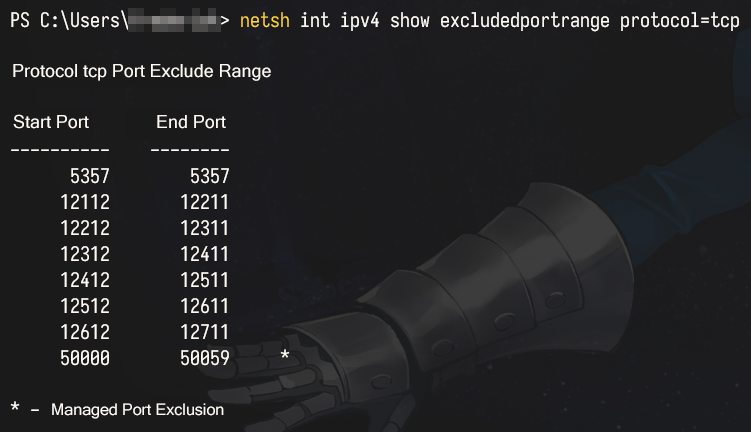 PS C:\Users\> netsh int ipv4 show excludedportrange protocol=tcp
Protocol tcp Port Exclude Range
Start Port End Port
---------- --------
5357 5357
12112 12211
12212 12311
12312 12411
12412 12511
12512 12611
12612 12711
50000 50059 *
* - Managed Port Exclusion